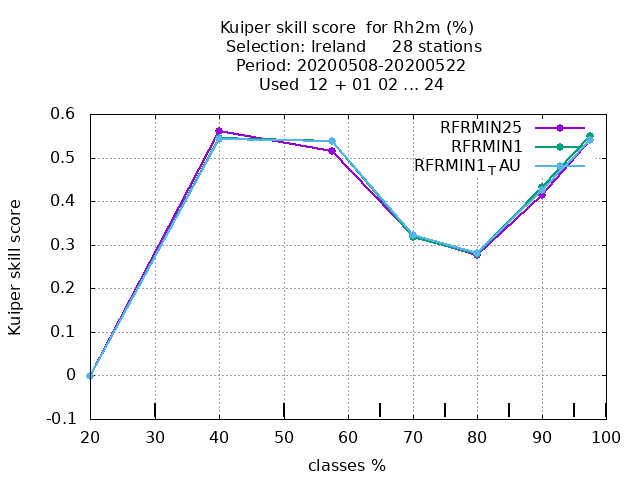 Kuiper skill score  for Rh2m (%)
Selection: Ireland     28 stations
Period: 20200508-20200522
Used  12 + 01 02 ... 24
RFRMIN25
RFRMIN1
RFRMIN1TAU
0.6
0.5
0.4
0.3
0.2
0.1
0
-0.1
Kuiper skill score
20 30 40 50 60 70 80 90 100
classes %